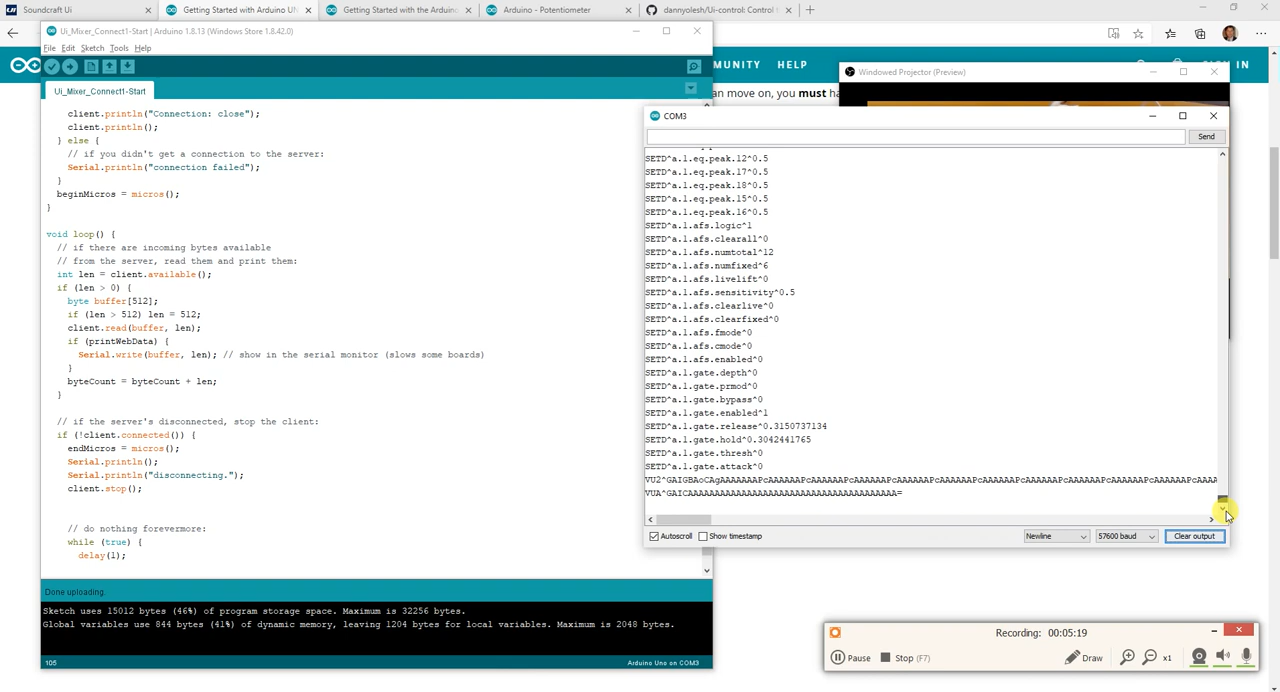 Soundcraft Ui
Getting Started with Arduino UN
Getting Started with the Arduino
Arduino - Potentiometer
dannyolesh/Ui-control: Control t
Ui_Mixer_Connect1-Start | Arduino 1.8.13 (Windows Store 1.8.42.0)
File Edit Sketch Tools Help
MUNITY HELP
IGN IN
Ui_Mixer_Connect1-Start
an move on, you must ha
Windowed Projector (Preview)
client.println("Connection: close");
client.println();
} else {
// if you didn't get a connection to the server:
Serial.println("connection failed");
}
beginMicros = micros();
}
void loop() {
// if there are incoming bytes available
// from the server, read them and print them:
int len = client.available();
if (len > 0) {
byte buffer[512];
if (len > 512) len = 512;
client.read(buffer, len);
if (printWebData) {
Serial.write(buffer, len); // show in the serial monitor (slows some boards)
}
byteCount = byteCount + len;
}
// if the server's disconnected, stop the client:
if (!client.connected()) {
endMicros = micros();
Serial.println();
Serial.println("disconnecting.");
client.stop();
// do nothing forevermore:
while (true) {
delay(1);
Done uploading.
Sketch uses 15012 bytes (46%) of program storage space. Maximum is 32256 bytes.
Global variables use 844 bytes (41%) of dynamic memory, leaving 1204 bytes for local variables. Maximum is 2048 bytes.
105
Arduino Uno on COM3
COM3
Send
SETD^a.1.eq.peak.12^0.5
SETD^a.1.eq.peak.17^0.5
SETD^a.1.eq.peak.18^0.5
SETD^a.1.eq.peak.15^0.5
SETD^a.1.eq.peak.16^0.5
SETD^a.1.afs.logic^1
SETD^a.1.afs.clearall^0
SETD^a.1.afs.numtotal^12
SETD^a.1.afs.numfixed^6
SETD^a.1.afs.livelift^0
SETD^a.1.afs.sensitivity^0.5
SETD^a.1.afs.clearlive^0
SETD^a.1.afs.clearfixed^0
SETD^a.1.afs.fmode^0
SETD^a.1.afs.cmode^0
SETD^a.1.afs.enabled^0
SETD^a.1.gate.depth^0
SETD^a.1.gate.prmod^0
SETD^a.1.gate.bypass^0
SETD^a.1.gate.enabled^1
SETD^a.1.gate.release^0.3150737134
SETD^a.1.gate.hold^0.3042441765
SETD^a.1.gate.thresh^0
SETD^a.1.gate.attack^0
Autoscroll Show timestamp Newline 57600 baud Clear output
Recording: 00:05:19
Pause Stop (F7) Draw x1